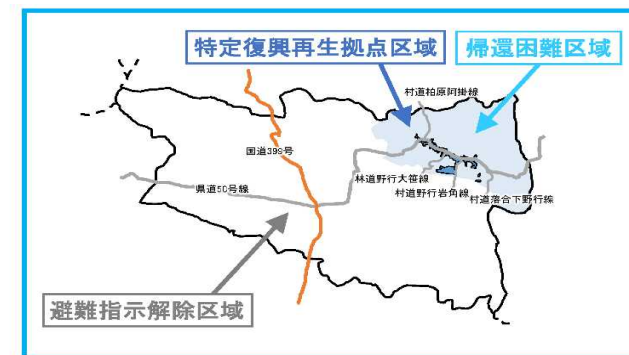 特定復興再生拠点区域
帰還困難区域
村道柏原阿掛線
国道399号
林道野行大笹線
県道50号線
村道野行岩角線
村道落合下野行線
避難指示解除区域